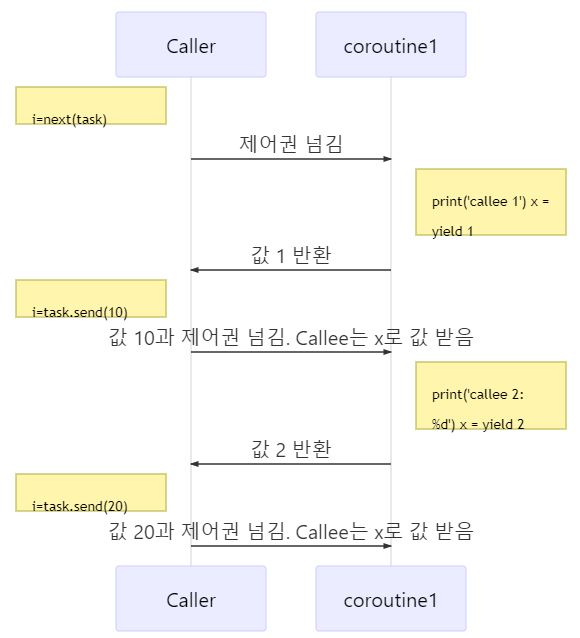 Caller coroutine1
i=next(task)
제어권 넘김
print('callee 1') x =
yield 1
값 1 반환
i=task.send(10)
값 10과 제어권 넘김. Callee는 x로 값 받음
print('callee 2:
%d') x = yield 2
값 2 반환
i=task.send(20)
값 20과 제어권 넘김. Callee는 x로 값 받음
Caller coroutine1